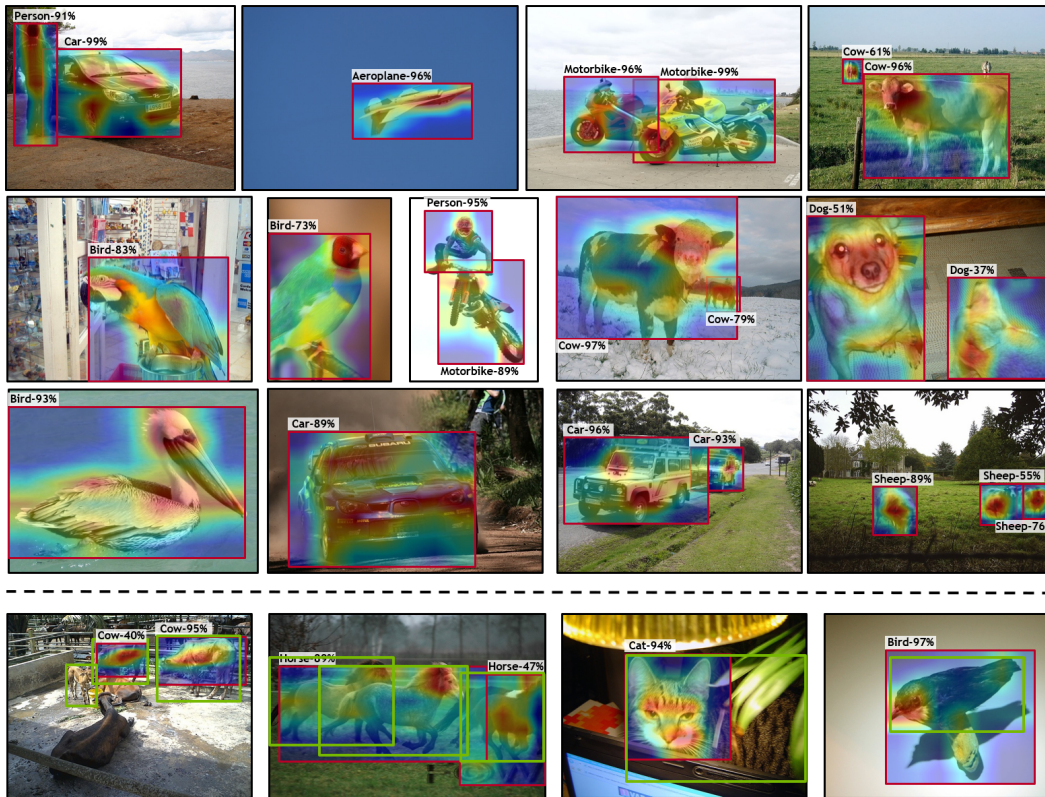 Person-91%
Car-99%
Aeroplane-96%
Motorbike-96%
Motorbike-99%
Cow-61%
Cow-96%
Bird-83%
Bird-73%
Person-95%
Motorbike-89%
Cow-79%
Cow-97%
Dog-51%
Dog-37%
Bird-93%
Car-89%
SUBARU
Car-96%
Car-93%
Sheep-89%
Sheep-55%
Sheep-76
Cow-40%
Cow-95%
Horse-89%
Horse-47%
Cat-94%
Bird-97%